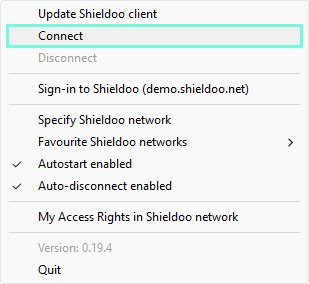 Update Shieldoo client
Connect
Disconnect
Sign-in to Shieldoo (demo.shieldoo.net)
Specify Shieldoo network
Favourite Shieldoo networks
Autostart enabled
Auto-disconnect enabled
My Access Rights in Shieldoo network
Version: 0.19.4
Quit